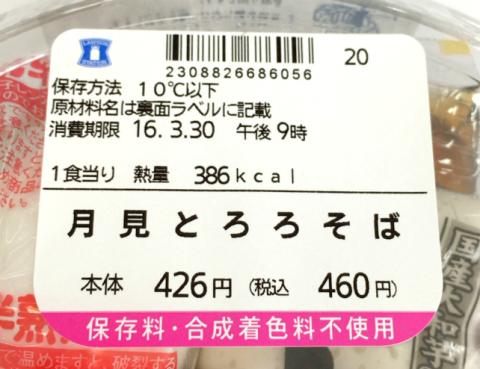 LAWSON
STATION
20
2308826686056
保存方法 10℃以下
原材料名は裏面ラベルに記載
消費期限 16.3.30 午後9時
1食当り 熱量 386kcal
月見とろろそば
本体 426円 (税込 460円)
保存料・合成着色料不使用
で温めますと、破裂する